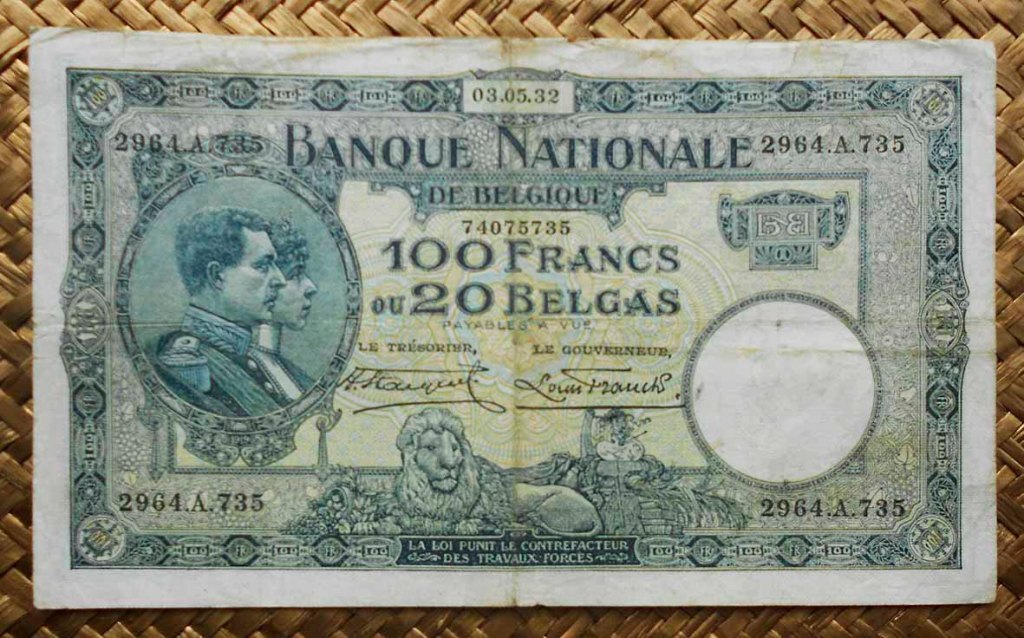 03.05.32
2964.A.735 BANQUE NATIONALE 2964.A.735
DE BELGIQUE
74075735
100 FRANCS
OU 20 BELGAS
PAYABLES A VUE
LE TRÉSORIER, LE GOUVERNEUR,
2964.A.735 2964.A.735
LA LOI PUNIT LE CONTREFACTEUR
DES TRAVAUX FORCÉS